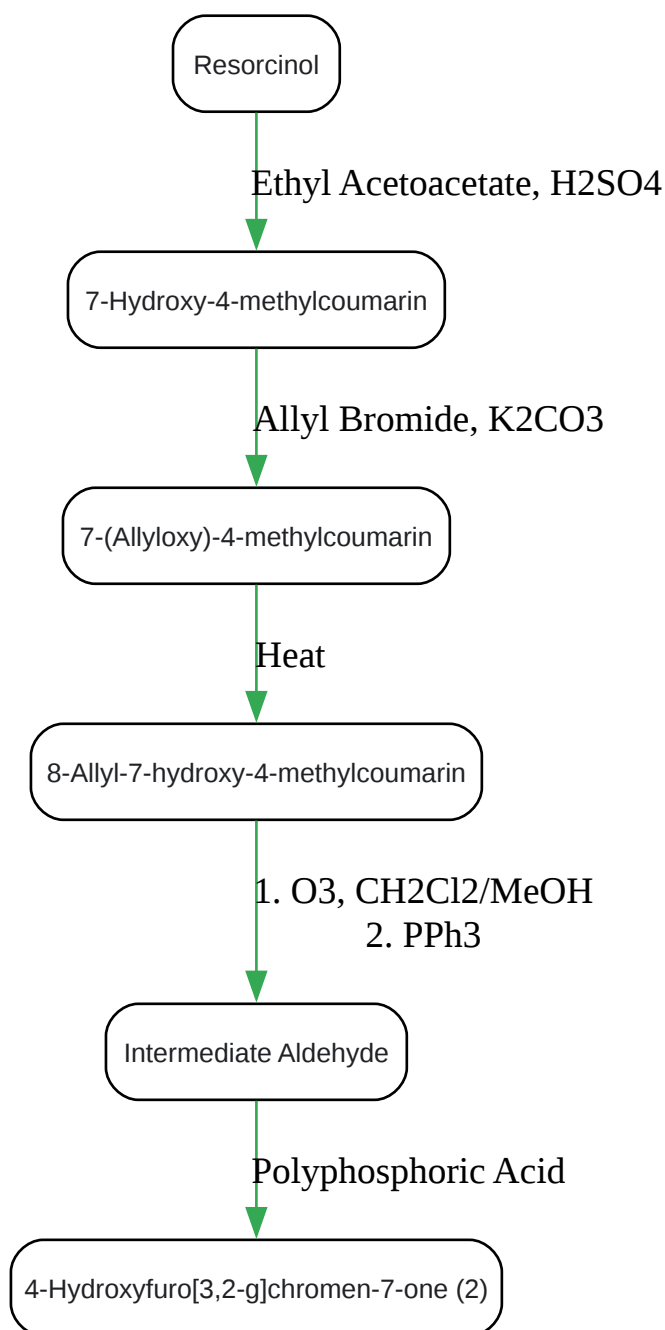 Resorcinol
Ethyl Acetoacetate, H2SO4
7-Hydroxy-4-methylcoumarin
Allyl Bromide, K2CO3
7-(Allyloxy)-4-methylcoumarin
Heat
8-Allyl-7-hydroxy-4-methylcoumarin
1. O3, CH2Cl2/MeOH
2. PPh3
Intermediate Aldehyde
Polyphosphoric Acid
4-Hydroxyfuro[3,2-g]chromen-7-one (2)